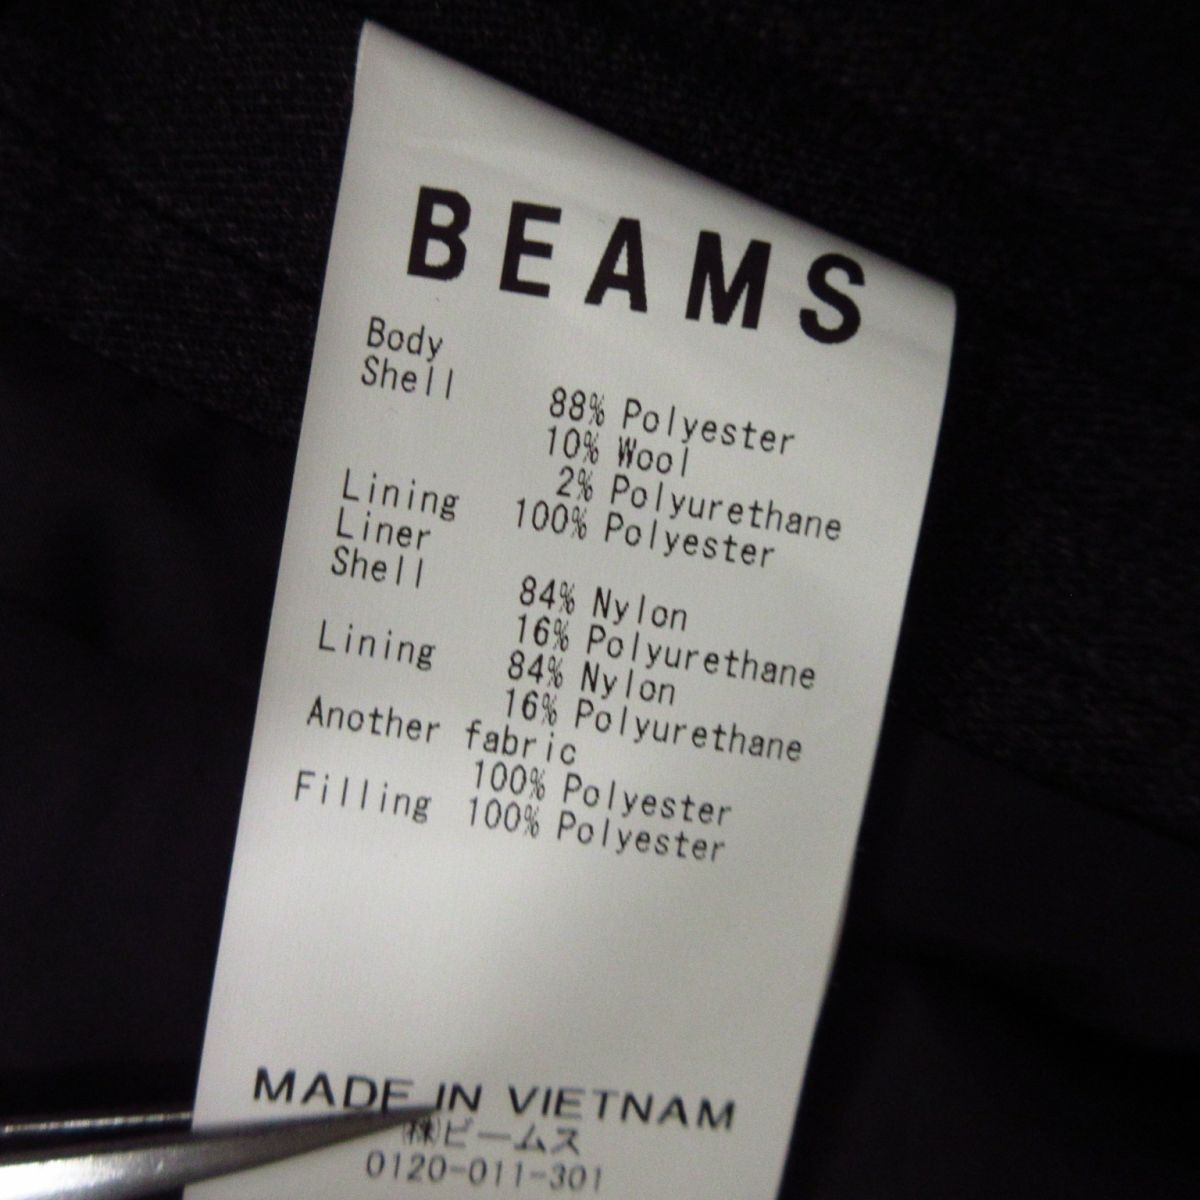 BEAMS
Body
Shell
88% Polyester
10% Wool
2% Polyurethane
Lining 100% Polyester
Liner
Shell
84% Nylon
16% Polyurethane
Lining 84% Nylon
16% Polyurethane
Another fabric
100% Polyester
Filling 100% Polyester
MADE IN VIETNAM
㈱ビームス
0120-011-301